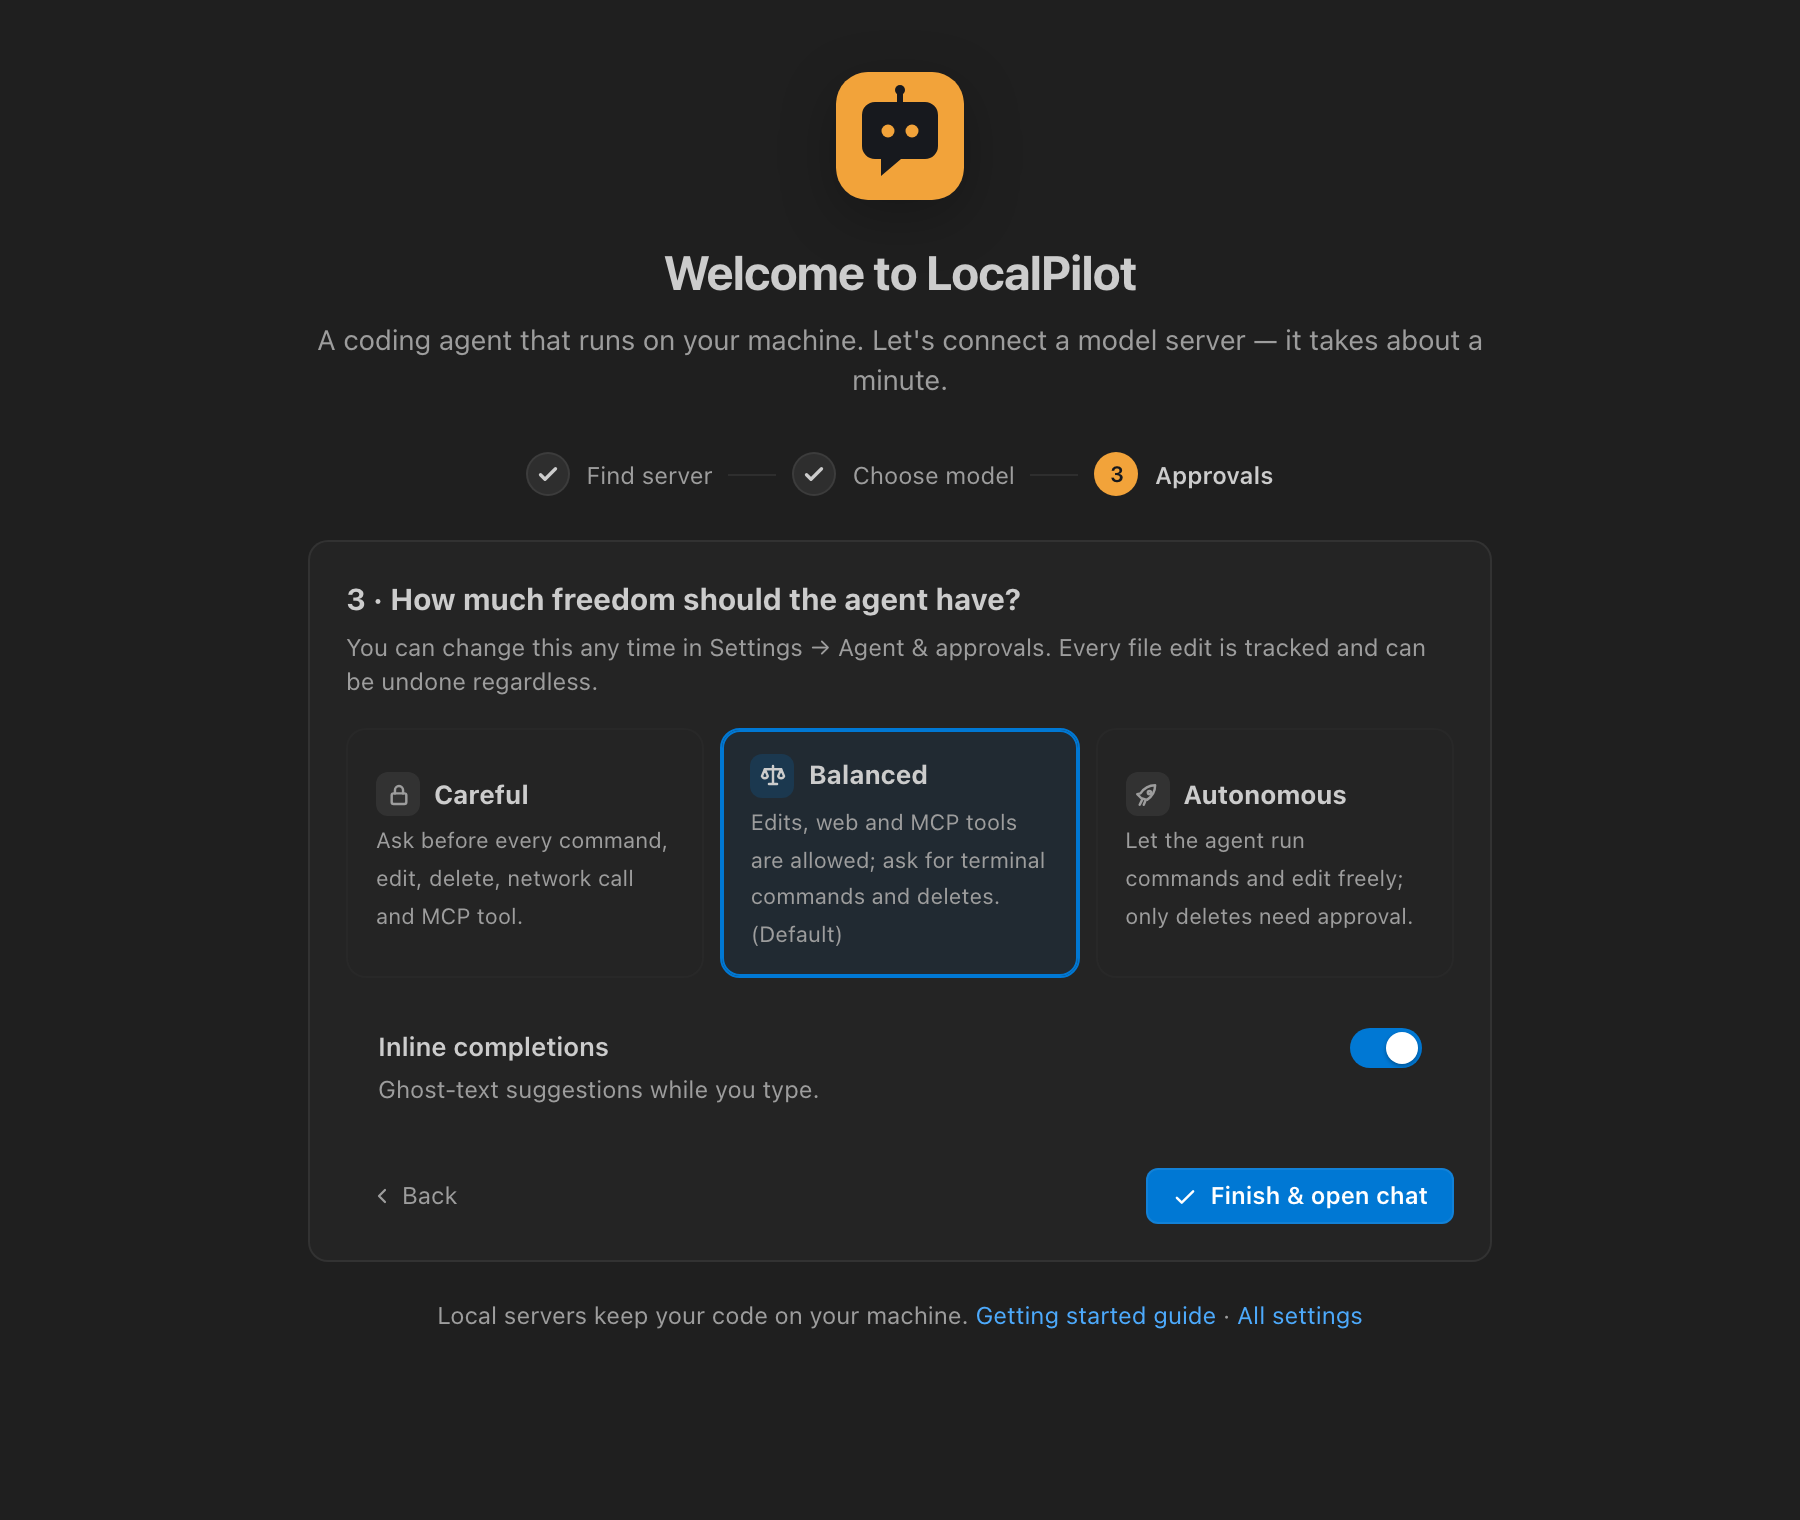 Welcome to LocalPilot
A coding agent that runs on your machine. Let's connect a model server — it takes about a
minute.
Find server
Choose model
3 Approvals
3 · How much freedom should the agent have?
You can change this any time in Settings → Agent & approvals. Every file edit is tracked and can
be undone regardless.
Careful
Ask before every command,
edit, delete, network call
and MCP tool.
Balanced
Edits, web and MCP tools
are allowed; ask for terminal
commands and deletes.
(Default)
Autonomous
Let the agent run
commands and edit freely;
only deletes need approval.
Inline completions
Ghost-text suggestions while you type.
Back
Finish & open chat
Local servers keep your code on your machine. Getting started guide · All settings